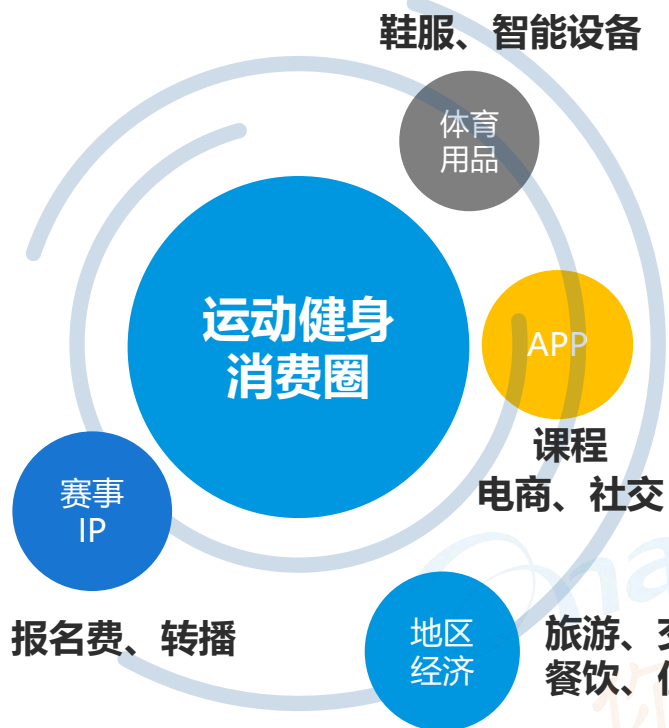 鞋服、智能设备
体育
用品
运动健身
消费圈
APP
课程
电商、社交
赛事
IP
报名费、转播
地区
经济
旅游、
餐饮、